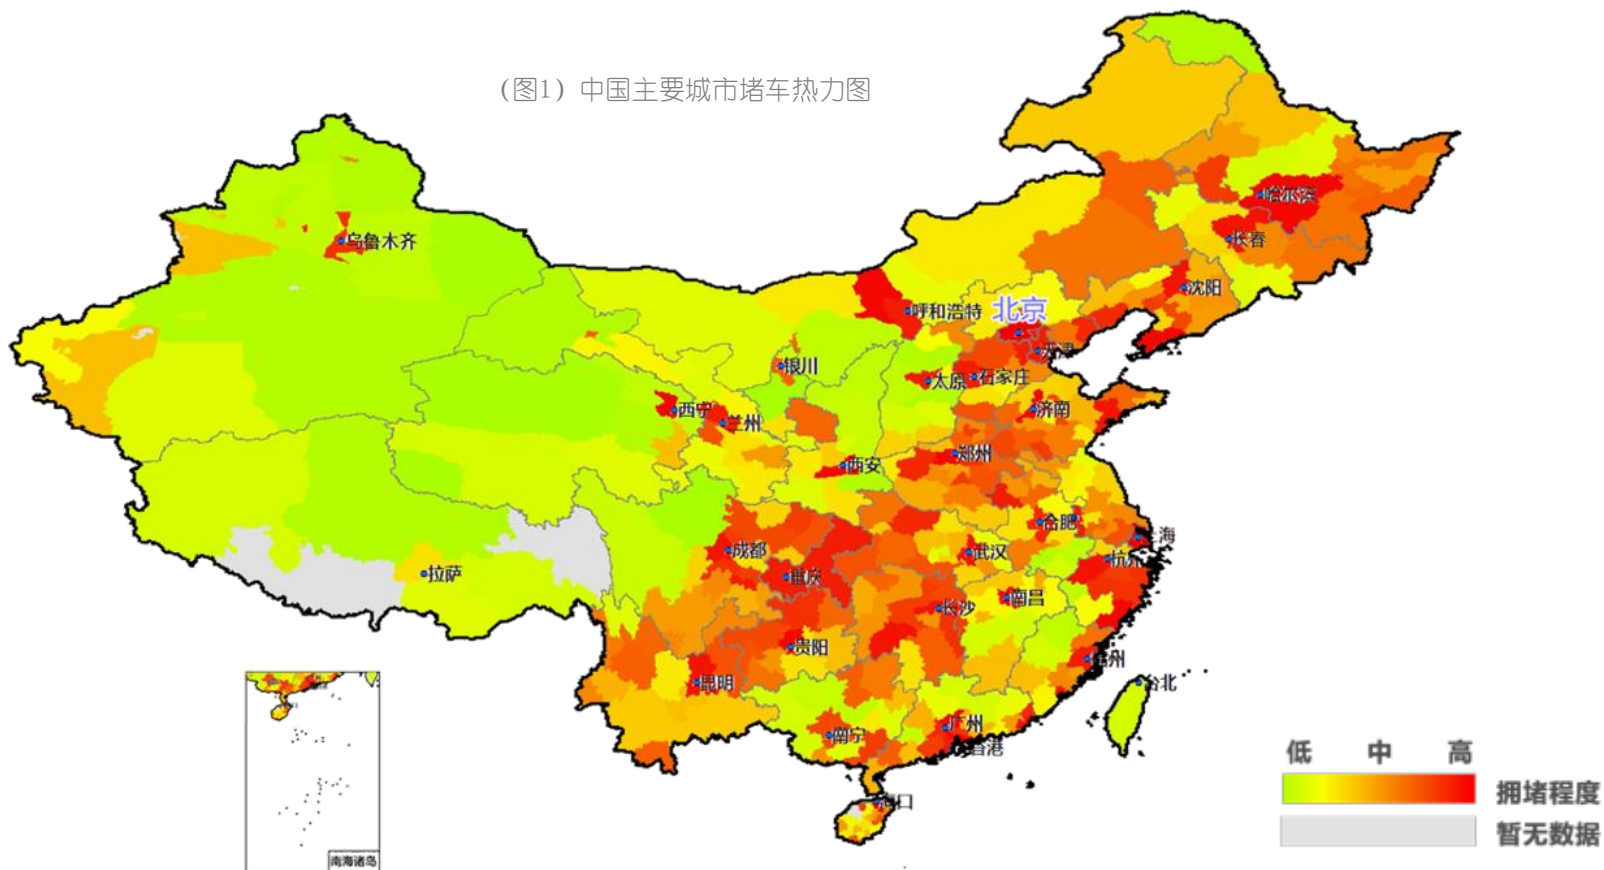 (图1) 中国主要城市堵车热力图
哈尔滨
乌鲁木齐
长春
沈阳
呼和浩特
北京
天津
银川
太原
石家庄
西宁
兰州
济南
西安
郑州
合肥
海
成都
武汉
杭州
拉萨
重庆
南昌
长沙
贵阳
州
昆明
台北
南宁
广州
香港
海口
低 中 高
拥堵程度
暂无数据
南海诸岛